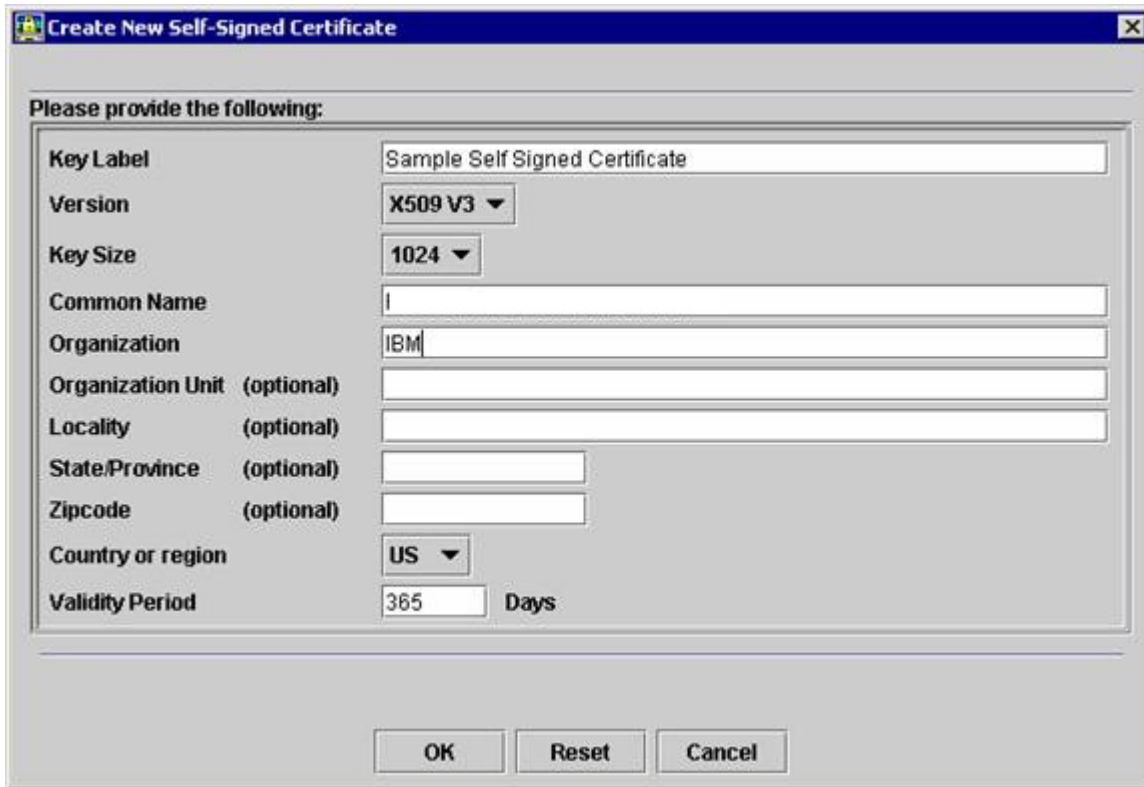 Create New Self-Signed Certificate
Please provide the following:
Key Label Sample Self Signed Certificate
Version X509 V3
Key Size 1024
Common Name I
Organization IBM
Organization Unit (optional)
Locality (optional)
State/Province (optional)
Zipcode (optional)
Country or region US
Validity Period 365 Days
OK Reset Cancel